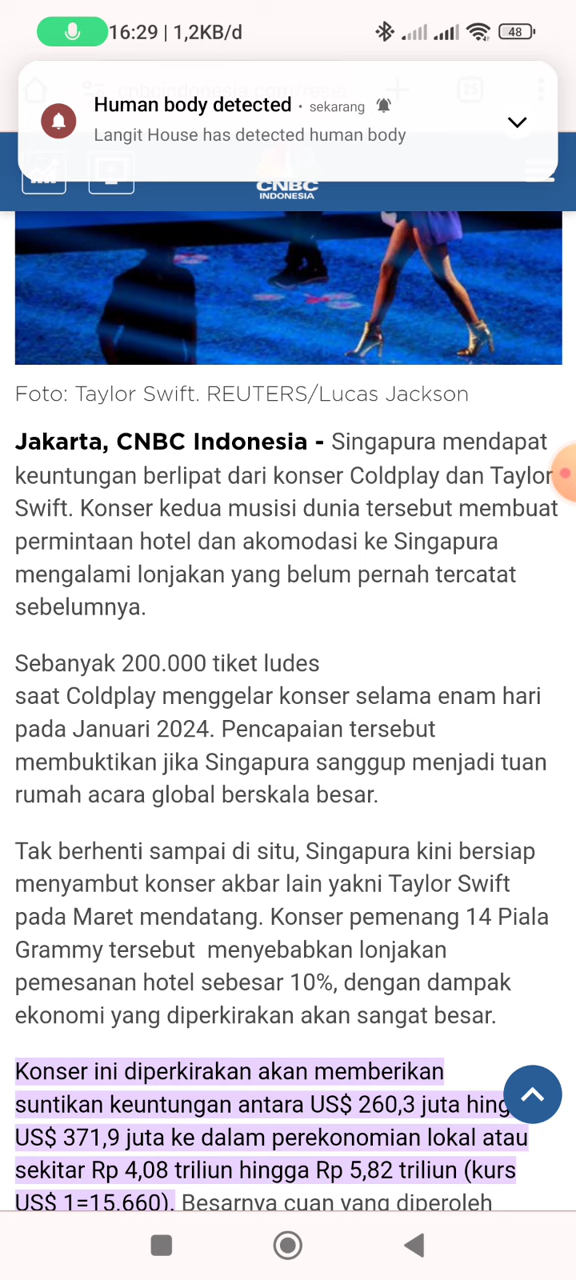 16:29 | 1,2KB/d
48
Human body detected · sekarang
Langit House has detected human body
CNBC
INDONESIA
Foto: Taylor Swift. REUTERS/Lucas Jackson
Jakarta, CNBC Indonesia - Singapura mendapat
keuntungan berlipat dari konser Coldplay dan Taylor
Swift. Konser kedua musisi dunia tersebut membuat
permintaan hotel dan akomodasi ke Singapura
mengalami lonjakan yang belum pernah tercatat
sebelumnya.
Sebanyak 200.000 tiket ludes
saat Coldplay menggelar konser selama enam hari
pada Januari 2024. Pencapaian tersebut
membuktikan jika Singapura sanggup menjadi tuan
rumah acara global berskala besar.
Tak berhenti sampai di situ, Singapura kini bersiap
menyambut konser akbar lain yakni Taylor Swift
pada Maret mendatang. Konser pemenang 14 Piala
Grammy tersebut menyebabkan lonjakan
pemesanan hotel sebesar 10%, dengan dampak
ekonomi yang diperkirakan akan sangat besar.
Konser ini diperkirakan akan memberikan
suntikan keuntungan antara US$ 260,3 juta hing
US$ 371,9 juta ke dalam perekonomian lokal atau
sekitar Rp 4,08 triliun hingga Rp 5,82 triliun (kurs
US$ 1=15.660). Besarnya cuan yang diperoleh